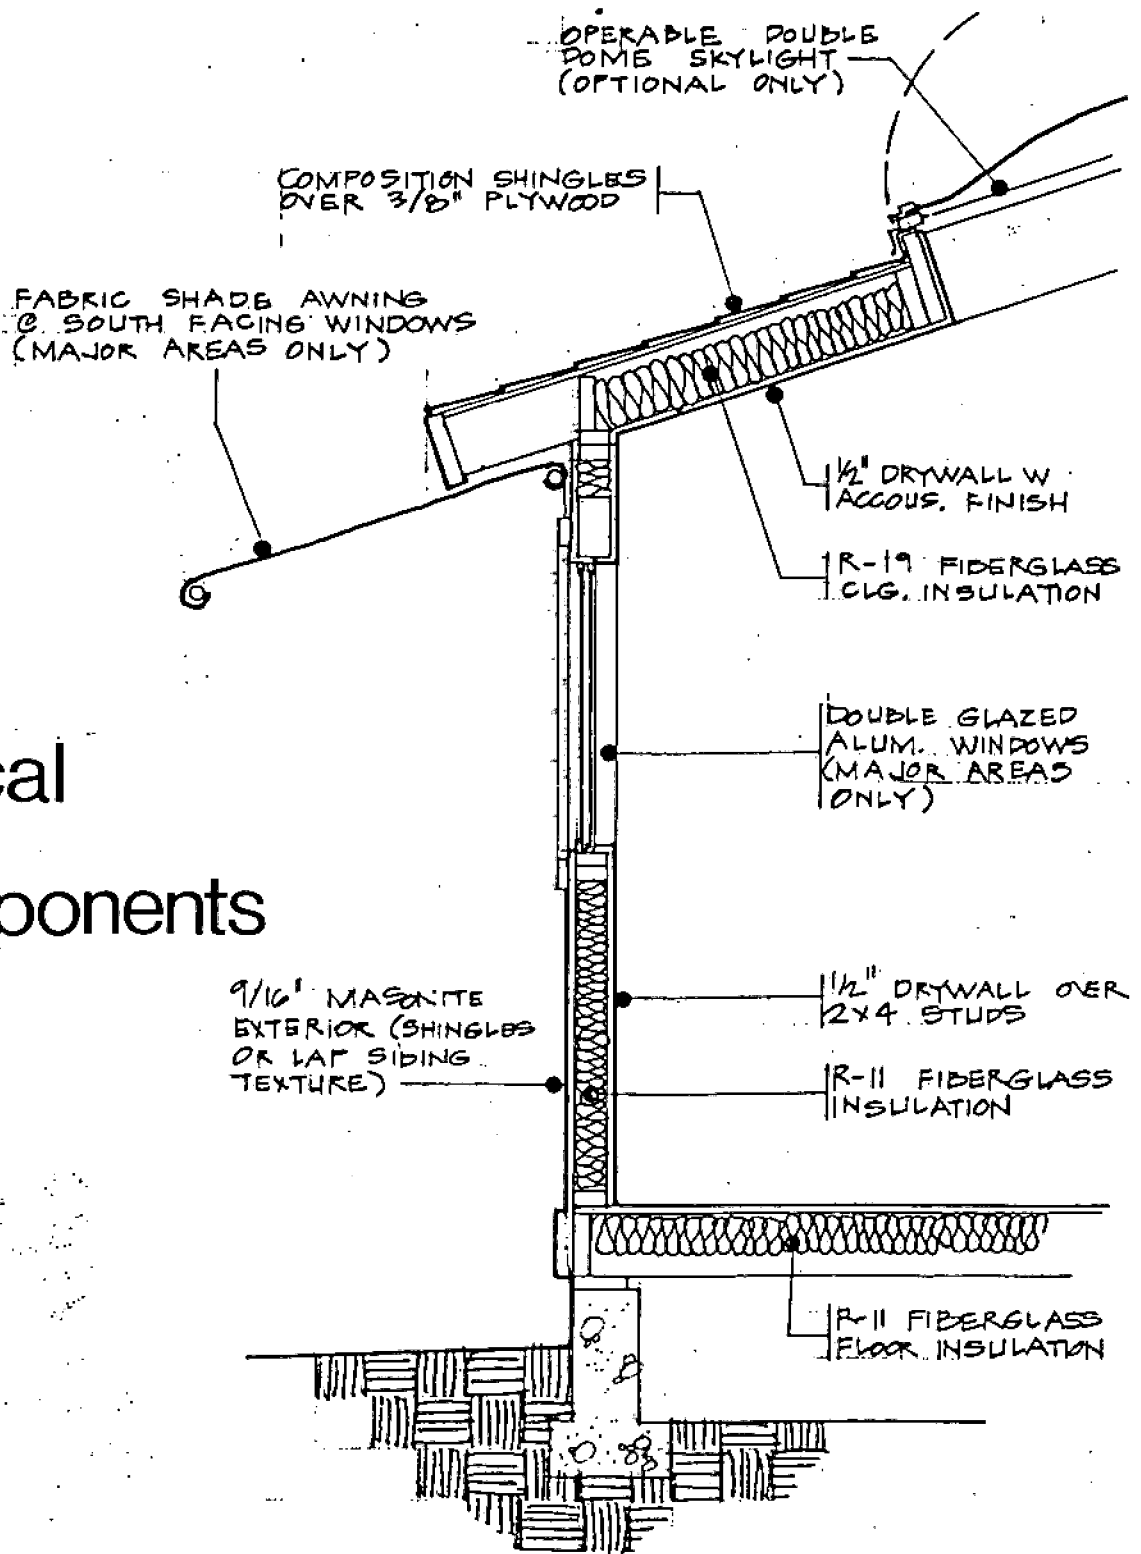 OPERABLE DOUBLE
DOME SKYLIGHT
(OPTIONAL ONLY)
COMPOSITION SHINGLES
OVER 3/8" PLYWOOD
FABRIC SHADE AWNING
@ SOUTH FACING WINDOWS
(MAJOR AREAS ONLY)
1/2" DRYWALL W
ACCOUS. FINISH
R-19 FIBERGLASS
CLG. INSULATION
DOUBLE GLAZED
ALUM. WINDOWS
(MAJOR AREAS
ONLY)
cal
ponents
9/16" MASONITE
EXTERIOR (SHINGLES
OR LAP SIDING
TEXTURE)
1/2" DRYWALL OVER
2x4 STUDS
R-11 FIBERGLASS
INSULATION
R-11 FIBERGLASS
FLOOR INSULATION